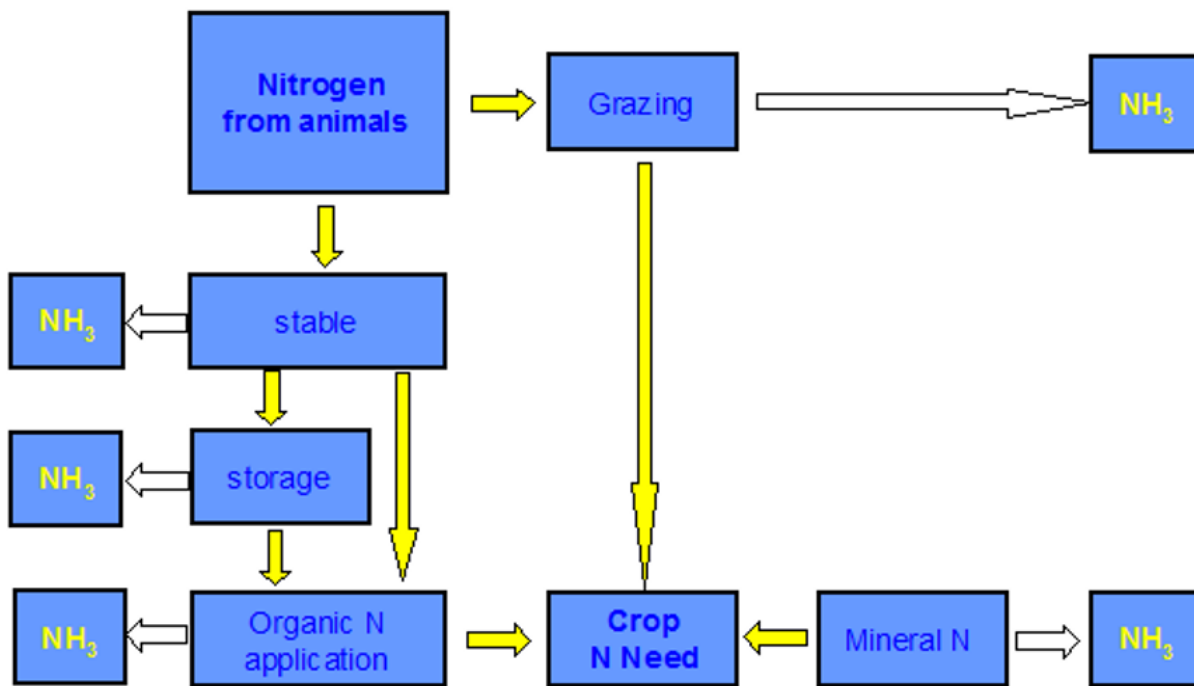 Nitrogen
from animals
Grazing
NH₃
NH₃
stable
NH₃
storage
NH₃
Organic N
application
Crop
N Need
Mineral N
NH₃